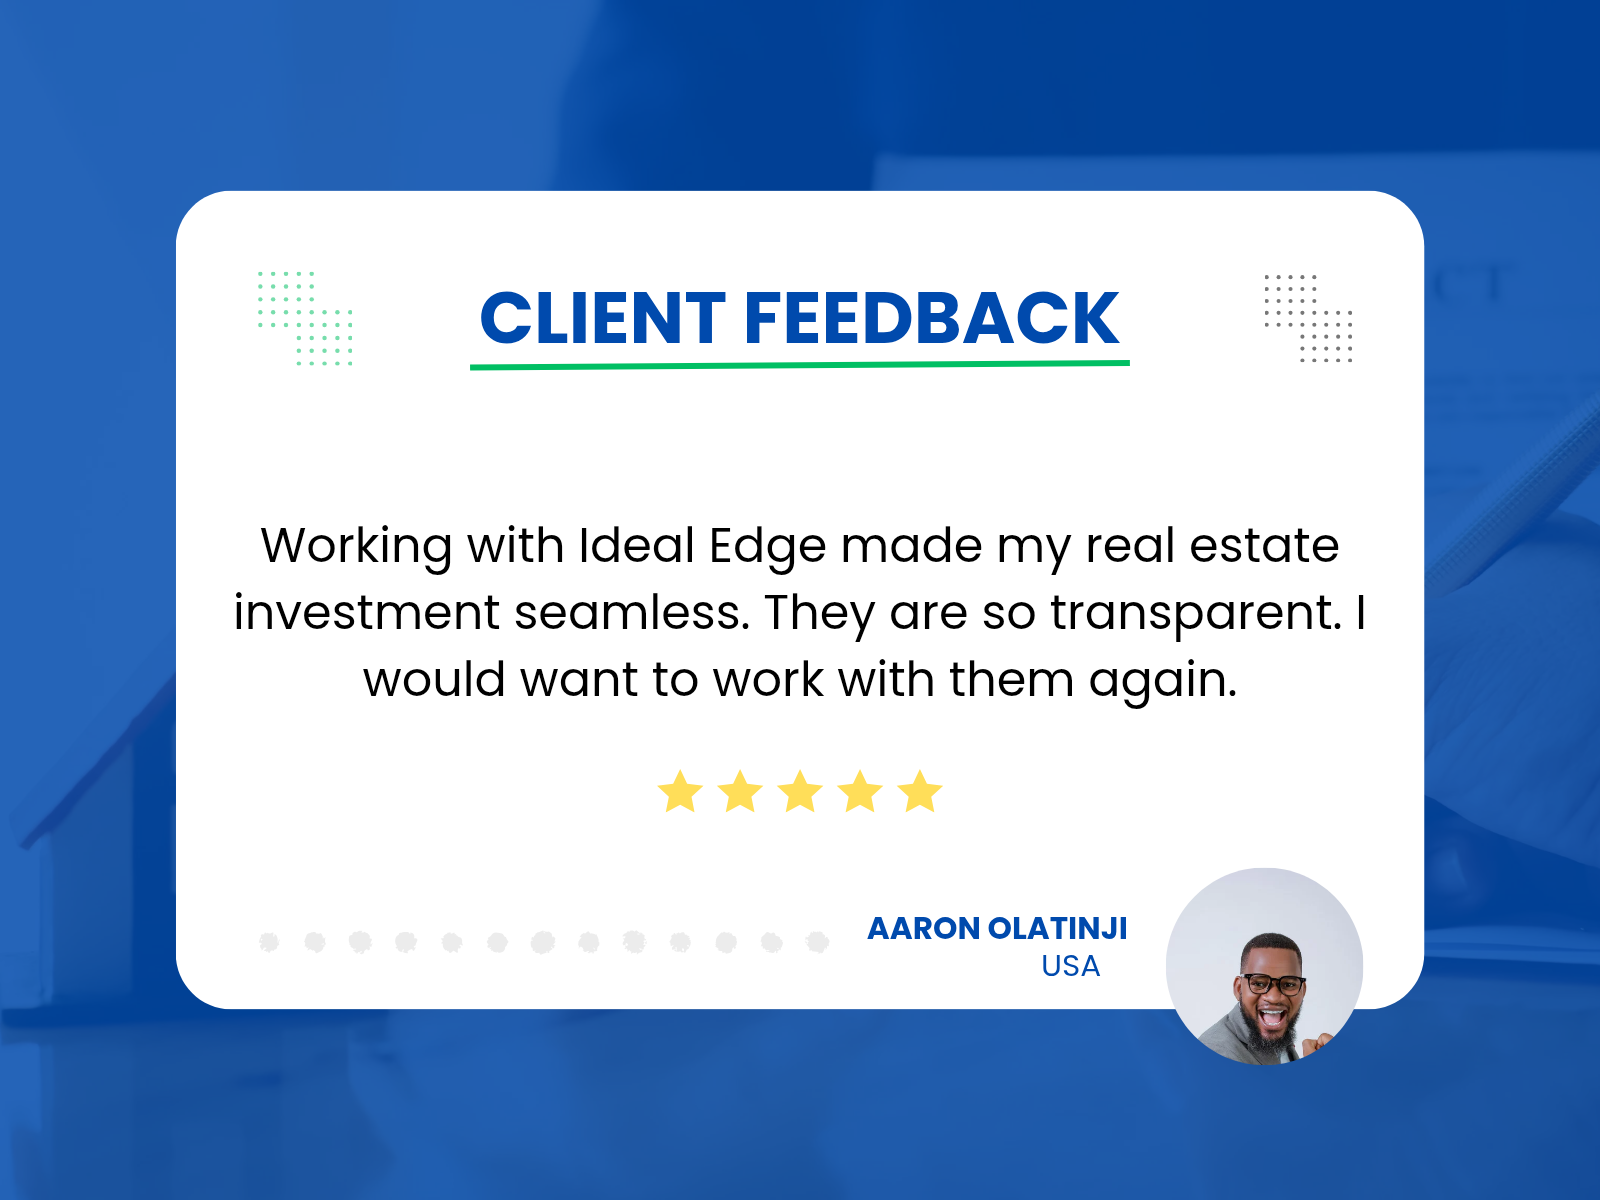 CLIENT FEEDBACK
Working with Ideal Edge made my real estate
investment seamless. They are so transparent. I
would want to work with them again.
AARON OLATINJI
USA